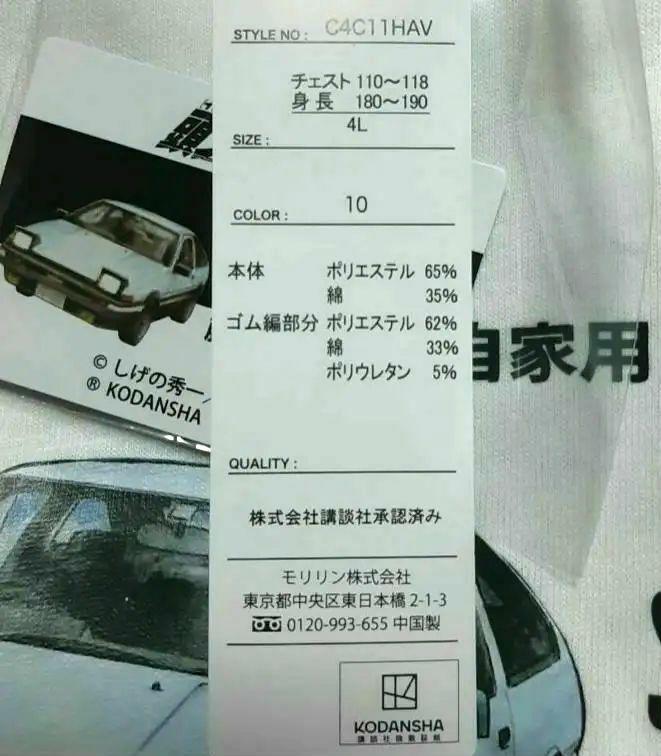 STYLE NO : C4C11HAV
チェスト 110～118
身長 180～190
4L
SIZE :
COLOR : 10
本体 ポリエステル 65%
綿 35%
ゴム編部分 ポリエステル 62%
綿 33%
ポリウレタン 5%
QUALITY :
株式会社講談社承認済み
モリリン株式会社
東京都中央区東日本橋 2-1-3
0120-993-655 中国製
KODANSHA
© しげの秀一/
® KODANSHA
自家用